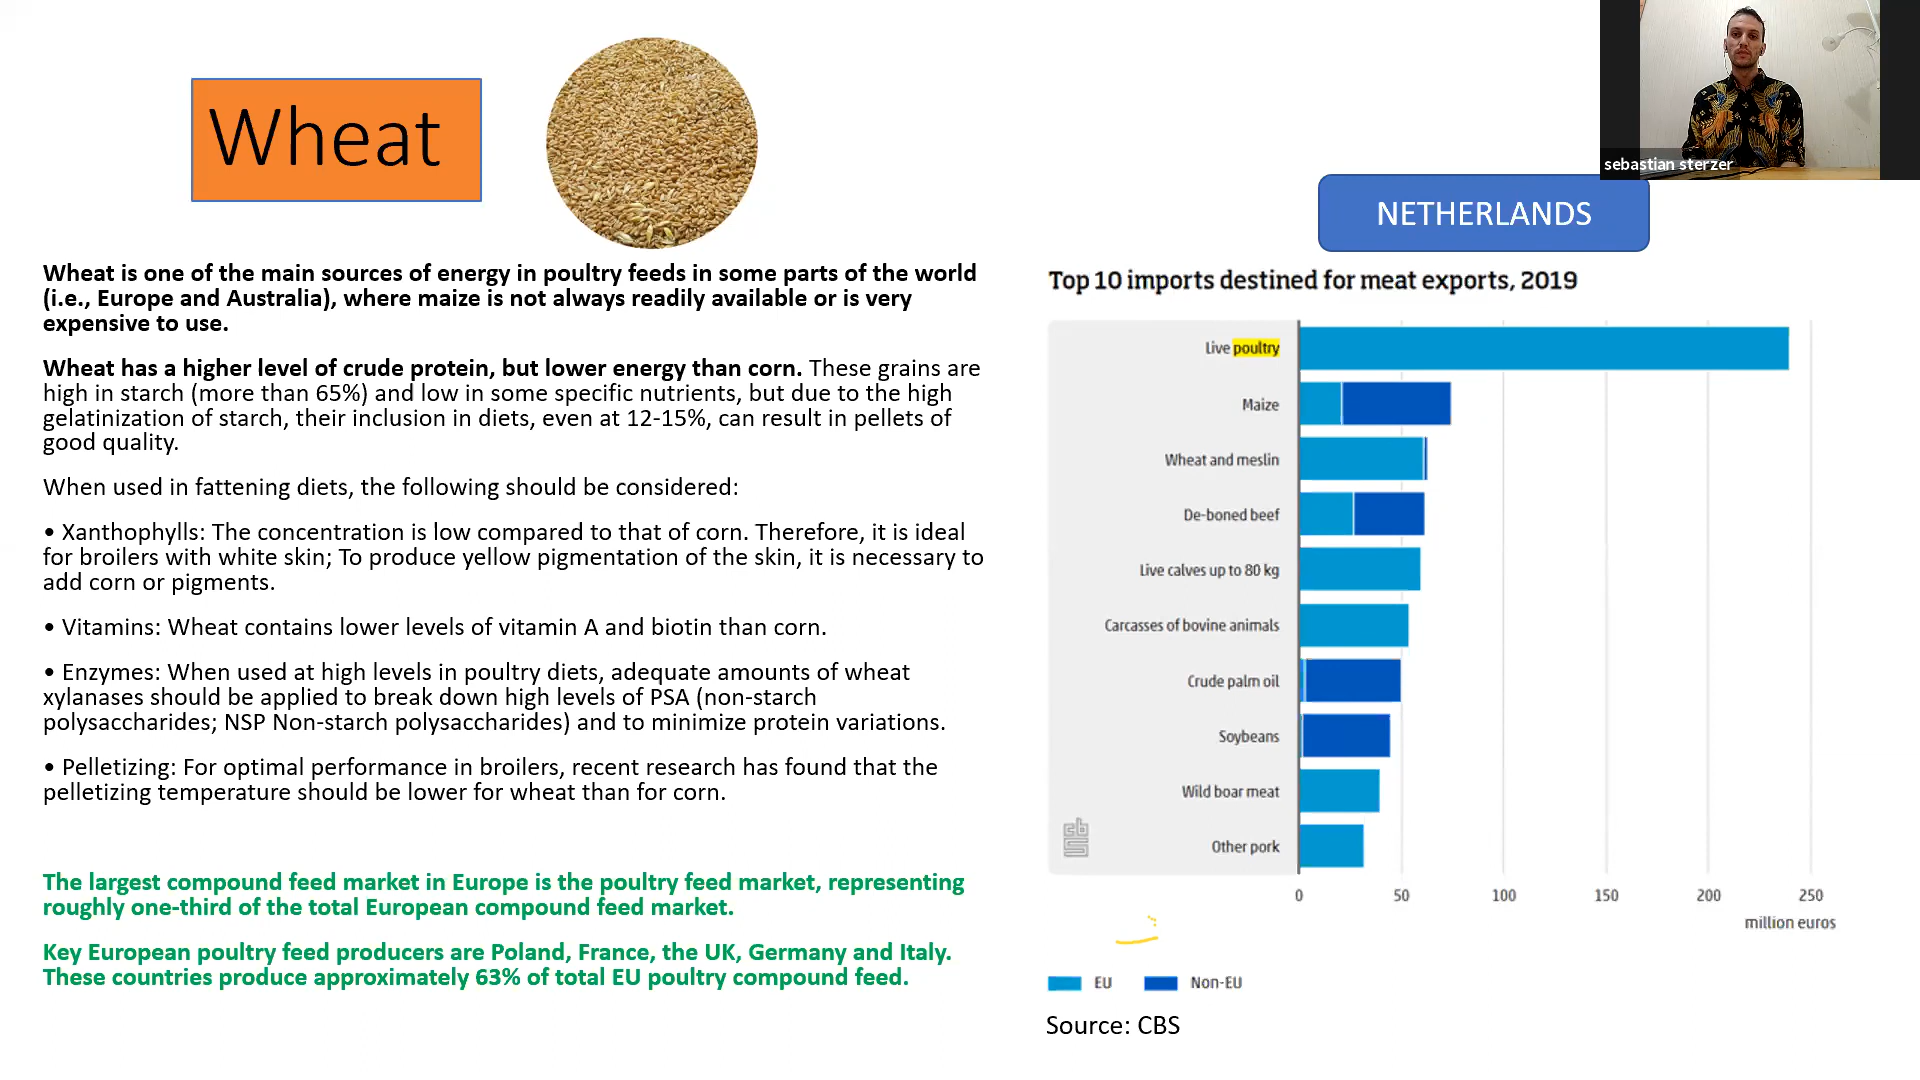 Wheat
sebastian sterzer
NETHERLANDS
Wheat is one of the main sources of energy in poultry feeds in some parts of the world
(i.e., Europe and Australia), where maize is not always readily available or is very
expensive to use.
Wheat has a higher level of crude protein, but lower energy than corn. These grains are
high in starch (more than 65%) and low in some specific nutrients, but due to the high
gelatinization of starch, their inclusion in diets, even at 12-15%, can result in pellets of
good quality.
When used in fattening diets, the following should be considered:
• Xanthophylls: The concentration is low compared to that of corn. Therefore, it is ideal
for broilers with white skin; To produce yellow pigmentation of the skin, it is necessary to
add corn or pigments.
• Vitamins: Wheat contains lower levels of vitamin A and biotin than corn.
• Enzymes: When used at high levels in poultry diets, adequate amounts of wheat
xylanases should be applied to break down high levels of PSA (non-starch
polysaccharides; NSP Non-starch polysaccharides) and to minimize protein variations.
• Pelletizing: For optimal performance in broilers, recent research has found that the
pelletizing temperature should be lower for wheat than for corn.
The largest compound feed market in Europe is the poultry feed market, representing
roughly one-third of the total European compound feed market.
Key European poultry feed producers are Poland, France, the UK, Germany and Italy.
These countries produce approximately 63% of total EU poultry compound feed.
Top 10 imports destined for meat exports, 2019
Live poultry
Maize
Wheat and meslin
De-boned beef
Live calves up to 80 kg
Carcasses of bovine animals
Crude palm oil
Soybeans
Wild boar meat
Other pork
cbs
0 50 100 150 200 250
million euros
EU Non-EU
Source: CBS